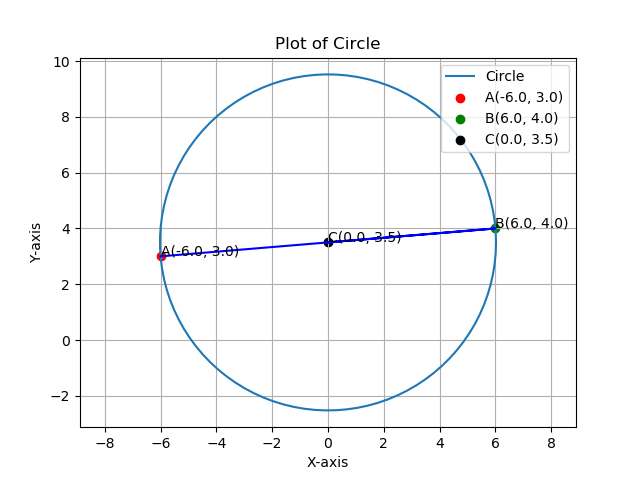 Plot of Circle
Circle
A(-6.0, 3.0)
B(6.0, 4.0)
C(0.0, 3.5)
10
8
6
4
2
0
−2
Y-axis
A(-6.0, 3.0)
C(0.0, 3.5)
B(6.0, 4.0)
−8 −6 −4 −2 0 2 4 6 8
X-axis